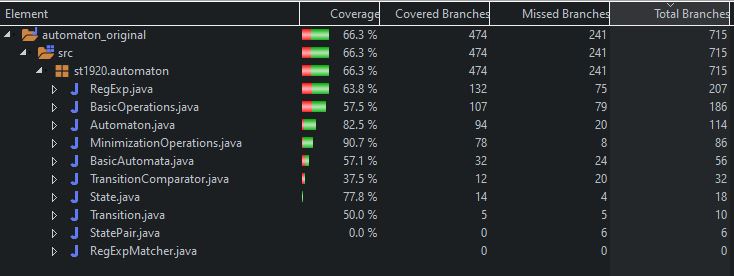 Element Coverage Covered Branches Missed Branches Total Branches
automaton_original 66.3 % 474 241 715
src 66.3 % 474 241 715
st1920.automaton 66.3 % 474 241 715
RegExp.java 63.8 % 132 75 207
BasicOperations.java 57.5 % 107 79 186
Automaton.java 82.5 % 94 20 114
MinimizationOperations.java 90.7 % 78 8 86
BasicAutomata.java 57.1 % 32 24 56
TransitionComparator.java 37.5 % 12 20 32
State.java 77.8 % 14 4 18
Transition.java 50.0 % 5 5 10
StatePair.java 0.0 % 0 6 6
RegExpMatcher.java 0 0 0